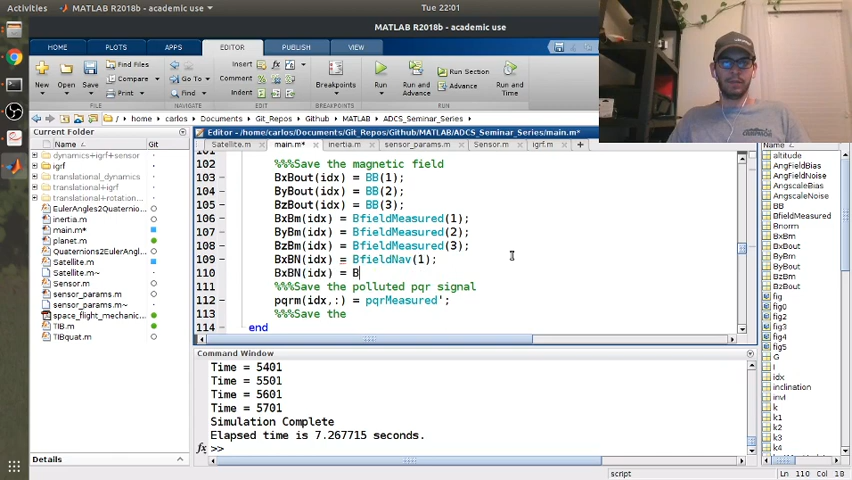 Activities
MATLAB R2018b - academic use
Tue 22:01
MATLAB R2018b - academic use
HOME PLOTS APPS EDITOR PUBLISH VIEW
New Open Save
Find Files
Compare
Print
Go To
Find
Insert
Comment
Indent
Breakpoints
Run
Run and Advance
Run Section
Advance
Run and Time
FILE NAVIGATE EDIT BREAKPOINTS RUN
/ home / carlos / Documents / Git_Repos / Github / MATLAB / ADCS_Seminar_Series /
Current Folder
Git
dynamics+igrf+sensor
igrf
translational_dynamics
translational+igrf
translational+rotation...
EulerAngles2Quaternions...
inertia.m
main.m*
planet.m
Quaternions2EulerAngle...
Satellite.m
Satellite.m~
Sensor.m
sensor_params.m
sensor_params.m~
space_flight_mechanic...
TIB.m
TIBquat.m
Details
Editor - /home/carlos/Documents/Git_Repos/Github/MATLAB/ADCS_Seminar_Series/main.m*
Satellite.m main.m* inertia.m sensor_params.m Sensor.m igrf.m
102 %%%Save the magnetic field
103 BxBout(idx) = BB(1);
104 ByBout(idx) = BB(2);
105 BzBout(idx) = BB(3);
106 BxBm(idx) = BfieldMeasured(1);
107 ByBm(idx) = BfieldMeasured(2);
108 BzBm(idx) = BfieldMeasured(3);
109 BxBN(idx) = BfieldNav(1);
110 BxBN(idx) = B
111 %%%Save the polluted pqr signal
112 pqrm(idx,:) = pqrMeasured';
113 %%%Save the
114 end
Command Window
Time = 5401
Time = 5501
Time = 5601
Time = 5701
Simulation Complete
Elapsed time is 7.267715 seconds.
fx >>
Name
altitude
AngFieldBias
AngFieldNoise
AngscaleBias
AngscaleNoise
BB
BfieldMeasured
Bnorm
BxBm
BxBout
ByBm
ByBout
BzBm
BzBout
fig
fig0
fig2
fig3
fig4
fig5
G
I
idx
inclination
invI
k
k1
k2
k3
k4
script
Ln 110 Col 18